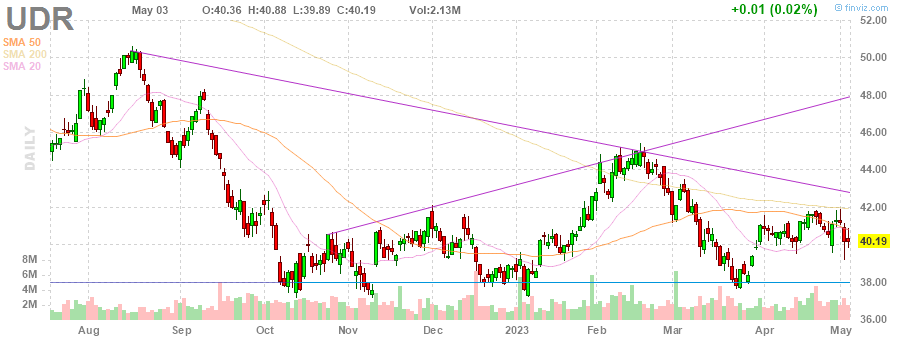 UDR May 03 O:40.36 H:40.88 L:39.89 C:40.19 Vol:2.13M +0.01 (0.02%) © finviz.com
SMA 50
SMA 200
SMA 20
DAILY
52.00
50.00
48.00
46.00
44.00
42.00
40.19
38.00
36.00
8M
6M
4M
2M
Aug Sep Oct Nov Dec 2023 Feb Mar Apr May